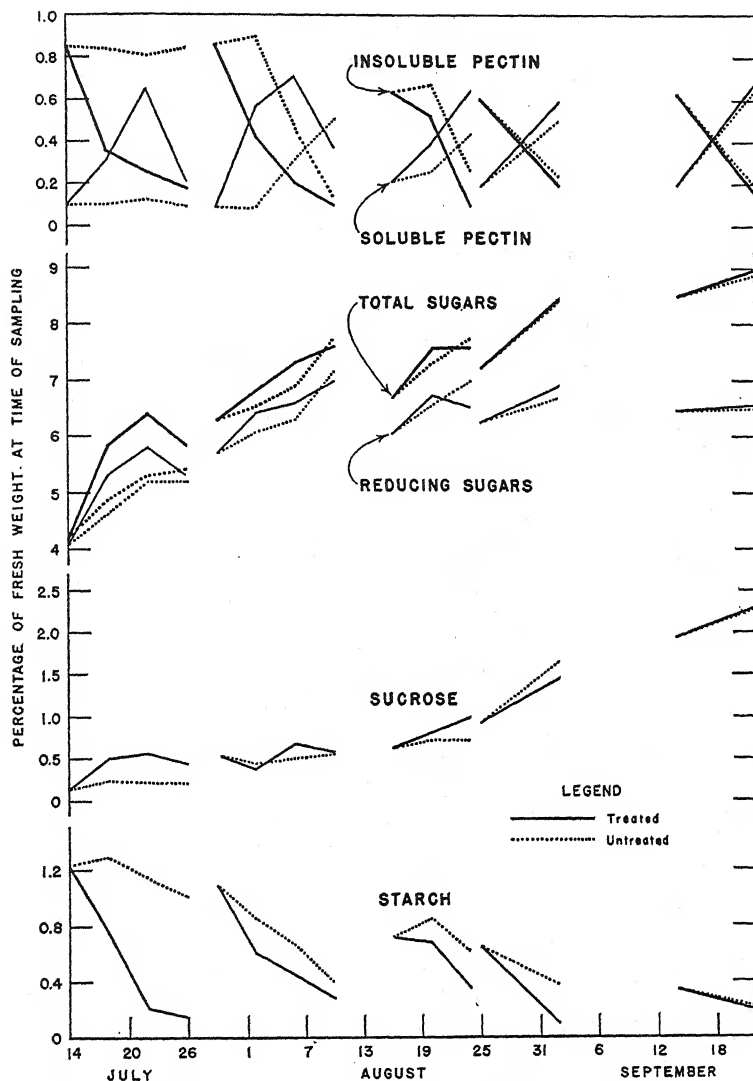 PERCENTAGE OF FRESH WEIGHT. AT TIME OF SAMPLING
1.0
0.8
0.6
0.4
0.2
0
INSOLUBLE PECTIN
SOLUBLE PECTIN
9
8
7
6
5
4
TOTAL SUGARS
REDUCING SUGARS
2.5
2.0
1.5
1.0
0.5
0
SUCROSE
LEGEND
Treated
Untreated
1.2
0.8
0.4
0
STARCH
14 20 26 1 7 13 19 25 31 6 12 18
JULY AUGUST SEPTEMBER